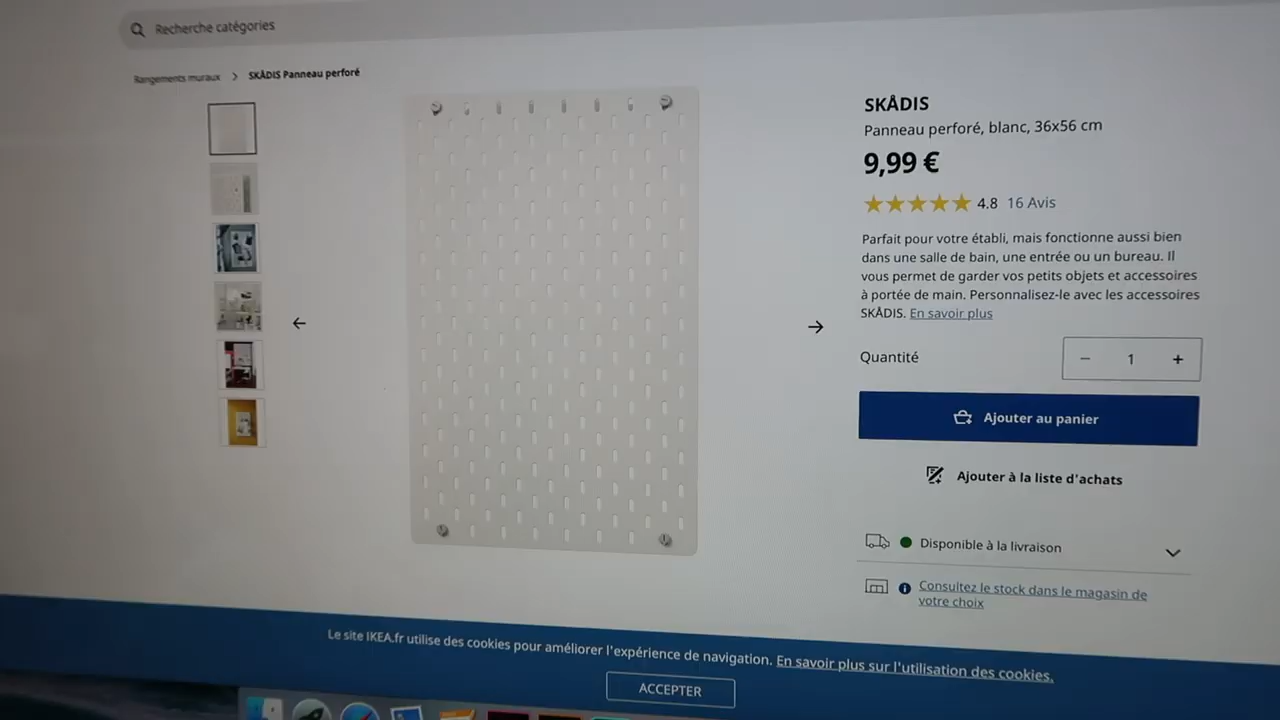 Recherche catégories
Rangements muraux > SKÅDIS Panneau perforé
SKÅDIS
Panneau perforé, blanc, 36x56 cm
9,99 €
4.8 16 Avis
Parfait pour votre établi, mais fonctionne aussi bien
dans une salle de bain, une entrée ou un bureau. Il
vous permet de garder vos petits objets et accessoires
à portée de main. Personnalisez-le avec les accessoires
SKÅDIS. En savoir plus
Quantité
− 1 +
Ajouter au panier
Ajouter à la liste d'achats
Disponible à la livraison
Consultez le stock dans le magasin de
votre choix
Le site IKEA.fr utilise des cookies pour améliorer l'expérience de navigation. En savoir plus sur l'utilisation des cookies.
ACCEPTER